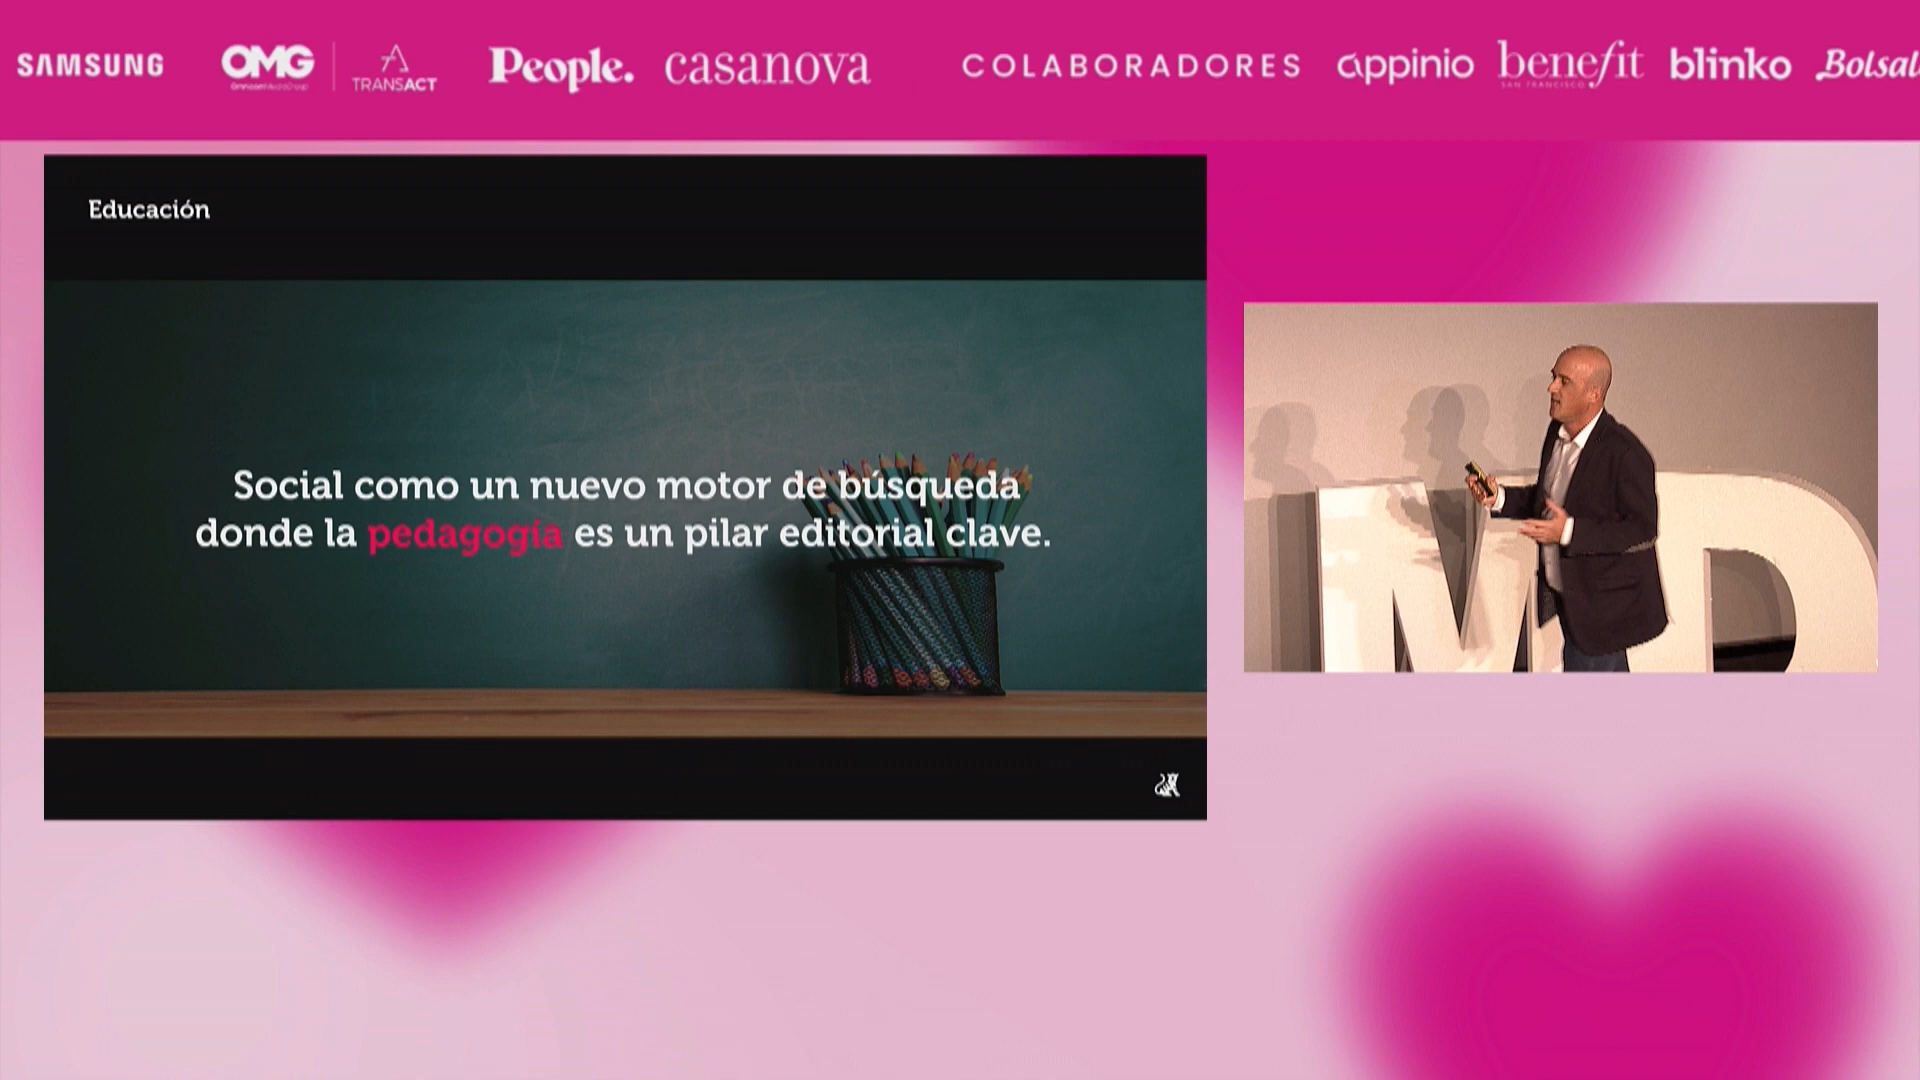 SAMSUNG
OMG
TRANSACT
People.
casanova
COLABORADORES
appinio
benefit
SAN FRANCISCO
blinko
Educación
Social como un nuevo motor de búsqueda
donde la pedagogía es un pilar editorial clave.
M D